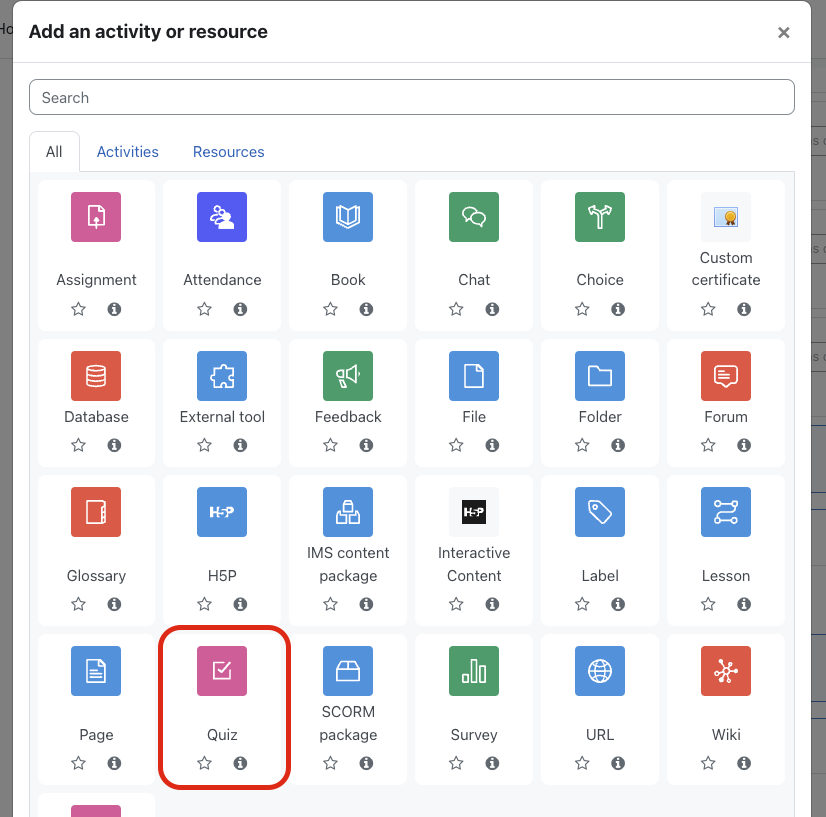 Add an activity or resource
×
Search
All Activities Resources
Assignment Attendance Book Chat Choice Custom certificate
Database External tool Feedback File Folder Forum
H-P H-P
Glossary H5P IMS content package Interactive Content Label Lesson
Page Quiz SCORM package Survey URL Wiki